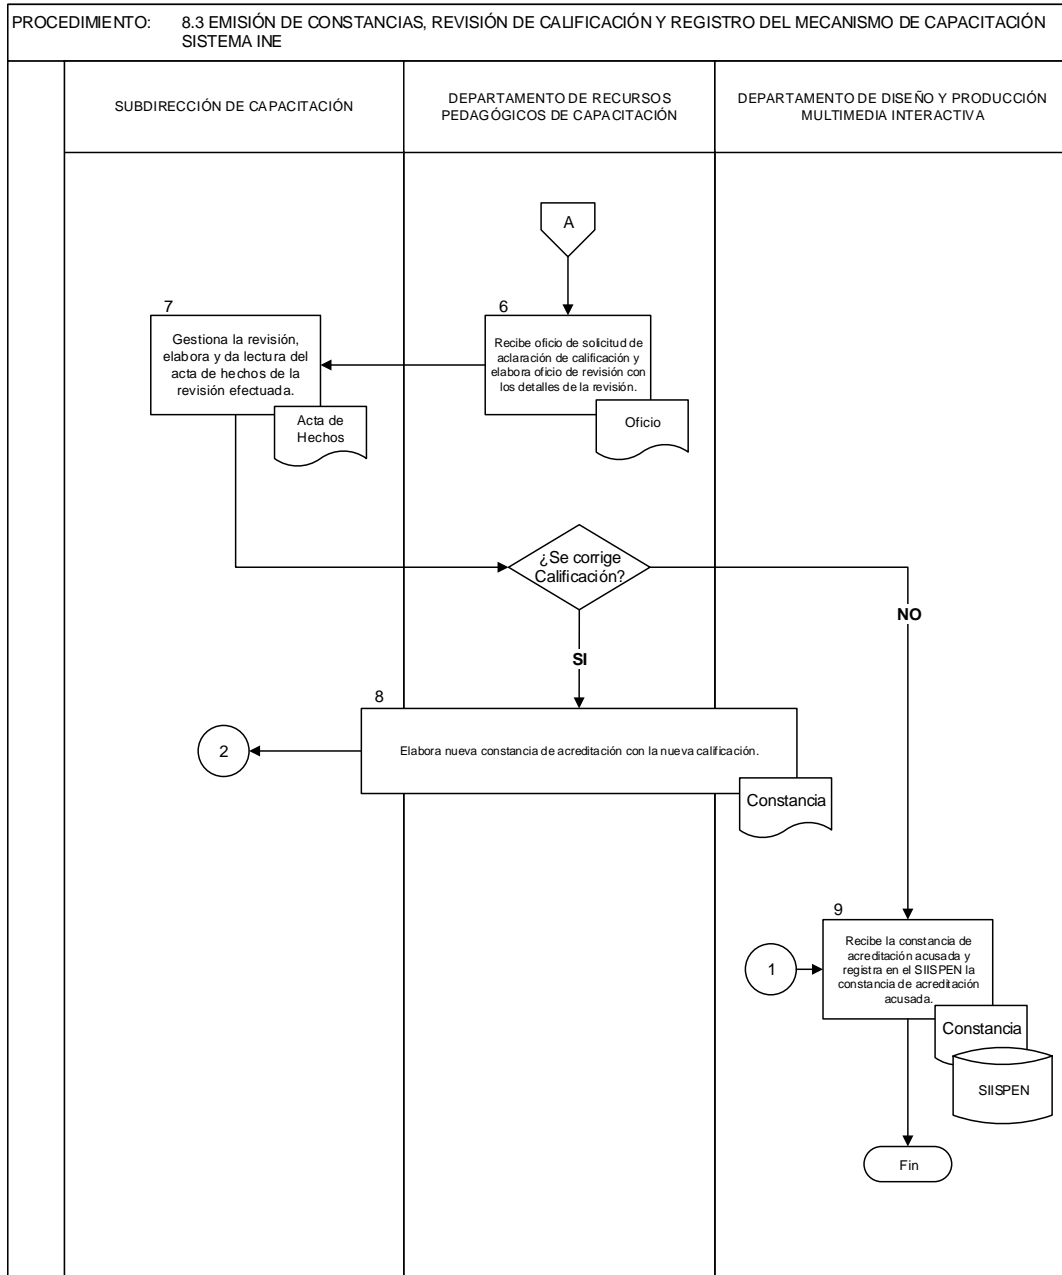 PROCEDIMIENTO: 8.3 EMISIÓN DE CONSTANCIAS, REVISIÓN DE CALIFICACIÓN Y REGISTRO DEL MECANISMO DE CAPACITACIÓN
SISTEMA INE
SUBDIRECCIÓN DE CAPACITACIÓN
DEPARTAMENTO DE RECURSOS
PEDAGÓGICOS DE CAPACITACIÓN
DEPARTAMENTO DE DISEÑO Y PRODUCCIÓN
MULTIMEDIA INTERACTIVA
A
6
Recibe oficio de solicitud de
aclaración de calificación y
elabora oficio de revisión con
los detalles de la revisión.
Oficio
7
Gestiona la revisión,
elabora y da lectura del
acta de hechos de la
revisión efectuada.
Acta de
Hechos
¿Se corrige
Calificación?
NO
SI
8
Elabora nueva constancia de acreditación con la nueva calificación.
Constancia
2
9
Recibe la constancia de
acreditación acusada y
registra en el SIISPEN la
constancia de acreditación
acusada.
1
Constancia
SIISPEN
Fin